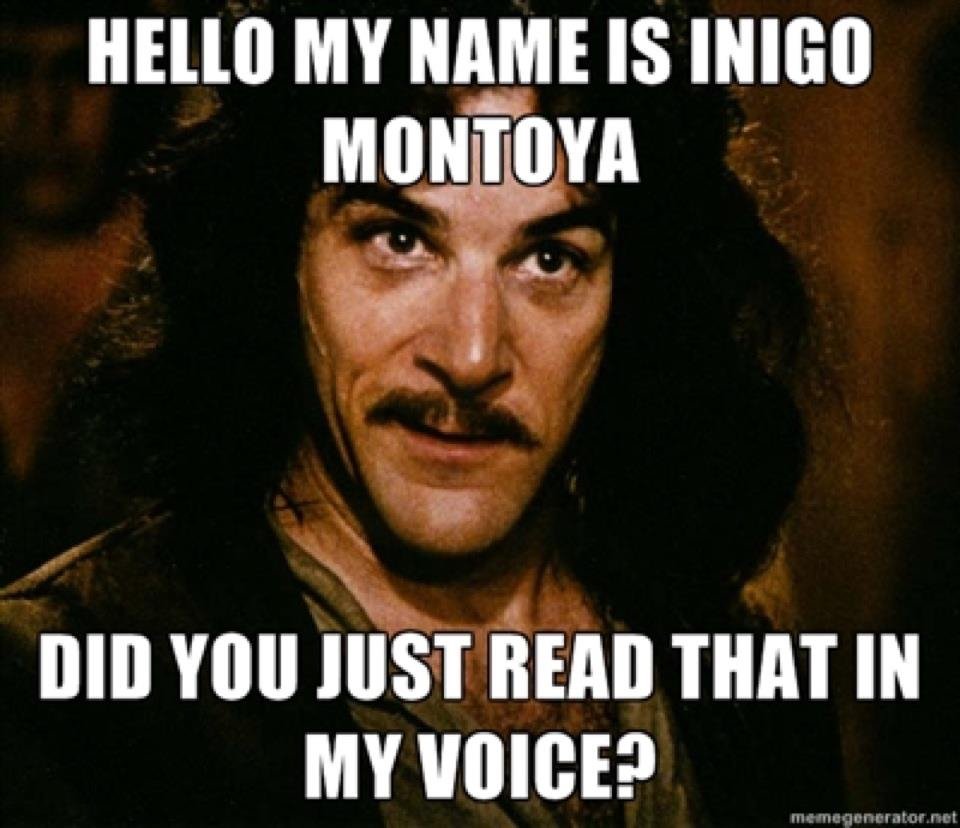 HELLO MY NAME IS INIGO
MONTOYA
DID YOU JUST READ THAT IN
MY VOICE?
memegenerator.net